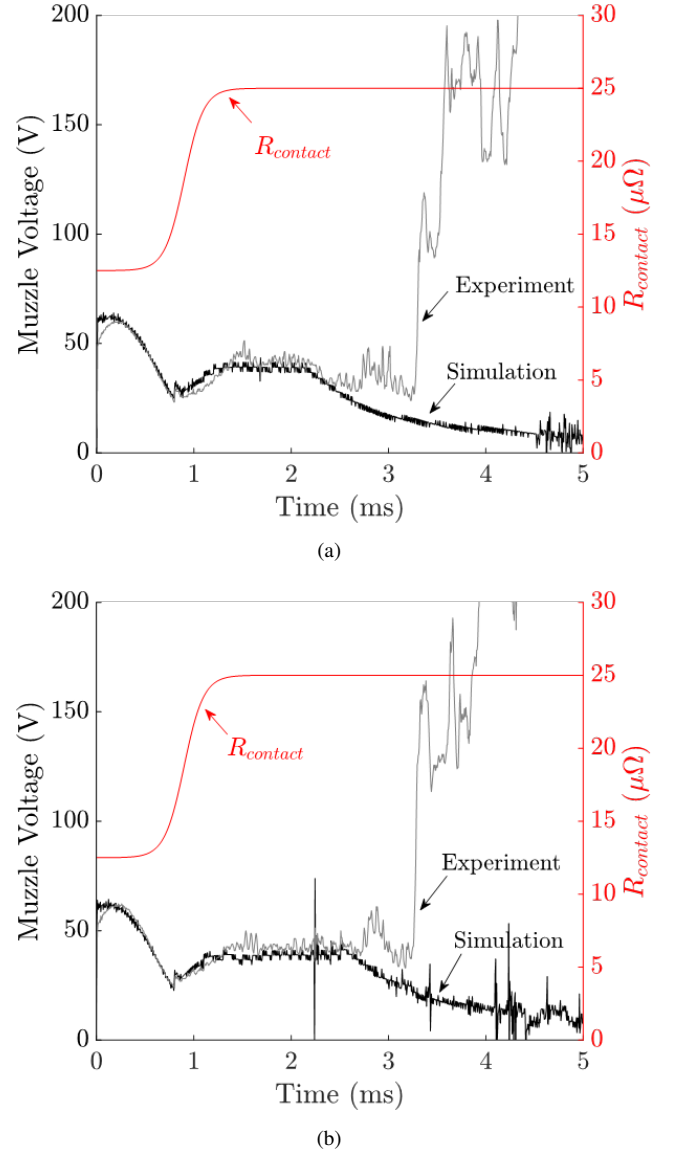 200
150
100
50
0
Muzzle Voltage (V)
30
25
20
15
10
5
0
R_contact (μΩ)
R_contact
Experiment
Simulation
0 1 2 3 4 5
Time (ms)
(a)
200
150
100
50
0
Muzzle Voltage (V)
30
25
20
15
10
5
0
R_contact (μΩ)
R_contact
Experiment
Simulation
0 1 2 3 4 5
Time (ms)
(b)